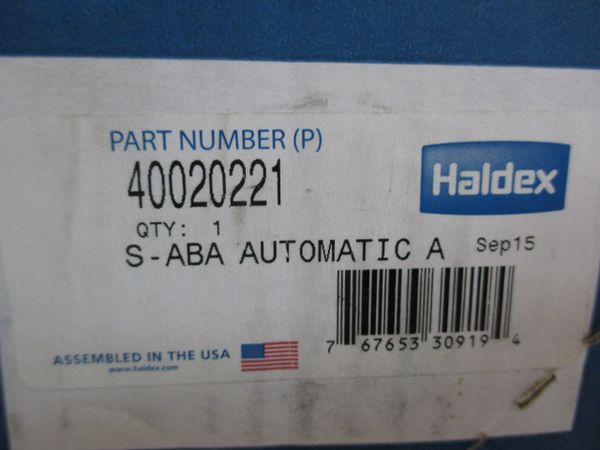 PART NUMBER (P)
40020221
Haldex
QTY: 1
S-ABA AUTOMATIC A
Sep15
7 67653 30919 4
ASSEMBLED IN THE USA
www.haldex.com